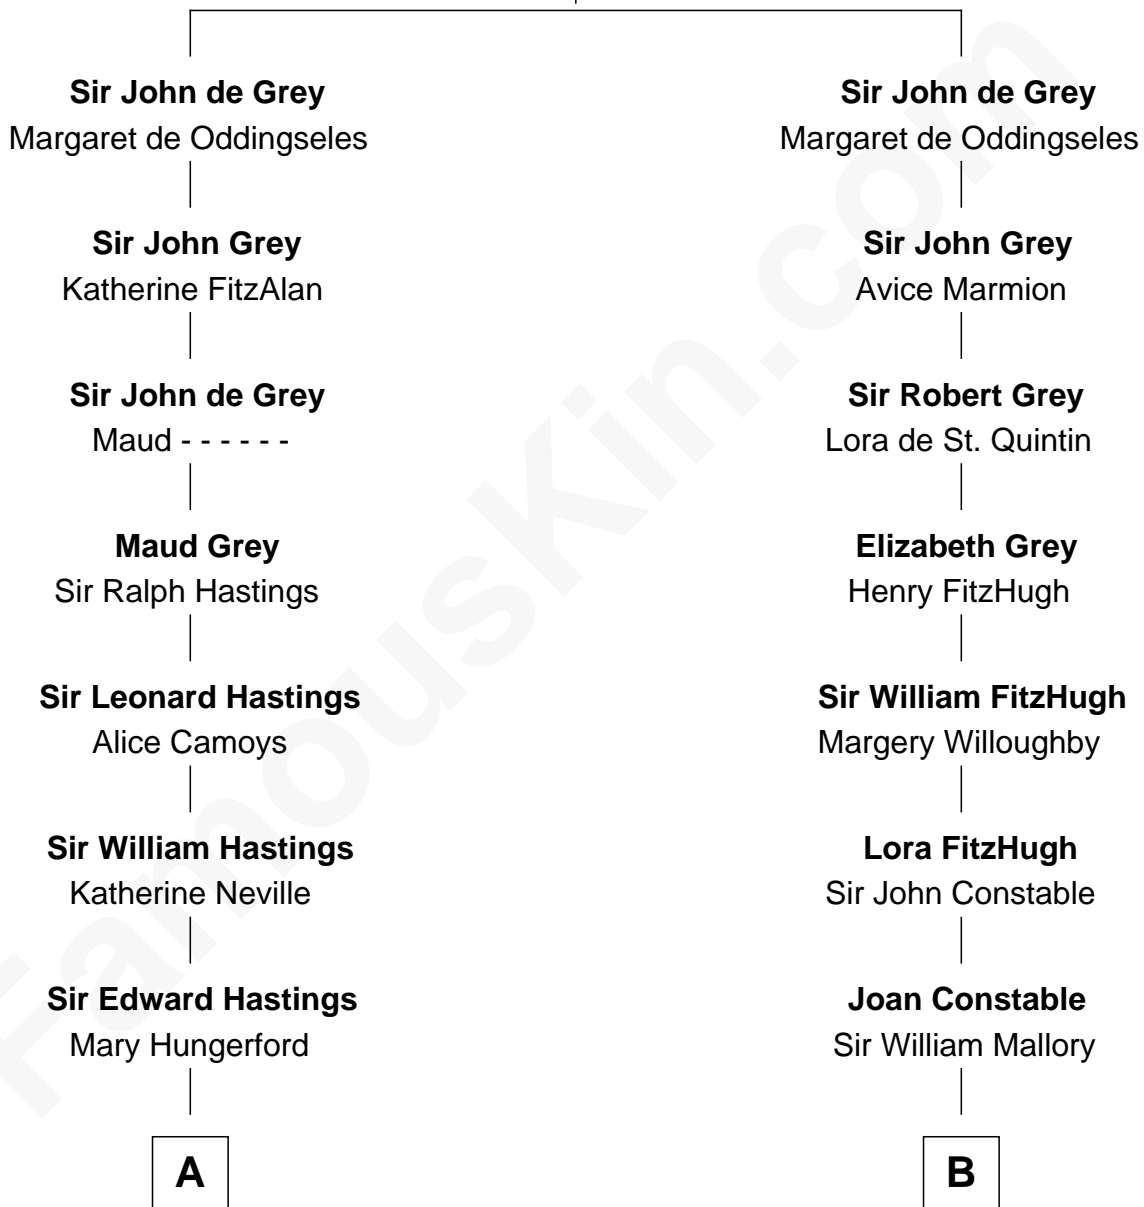 Sir John de Grey
Margaret de Oddingseles
Sir John Grey
Katherine FitzAlan
Sir John de Grey
Maud - - - - - -
Maud Grey
Sir Ralph Hastings
Sir Leonard Hastings
Alice Camoys
Sir William Hastings
Katherine Neville
Sir Edward Hastings
Mary Hungerford
A
Sir John de Grey
Margaret de Oddingseles
Sir John Grey
Avice Marmion
Sir Robert Grey
Lora de St. Quintin
Elizabeth Grey
Henry FitzHugh
Sir William FitzHugh
Margery Willoughby
Lora FitzHugh
Sir John Constable
Joan Constable
Sir William Mallory
B
FamousKin.com